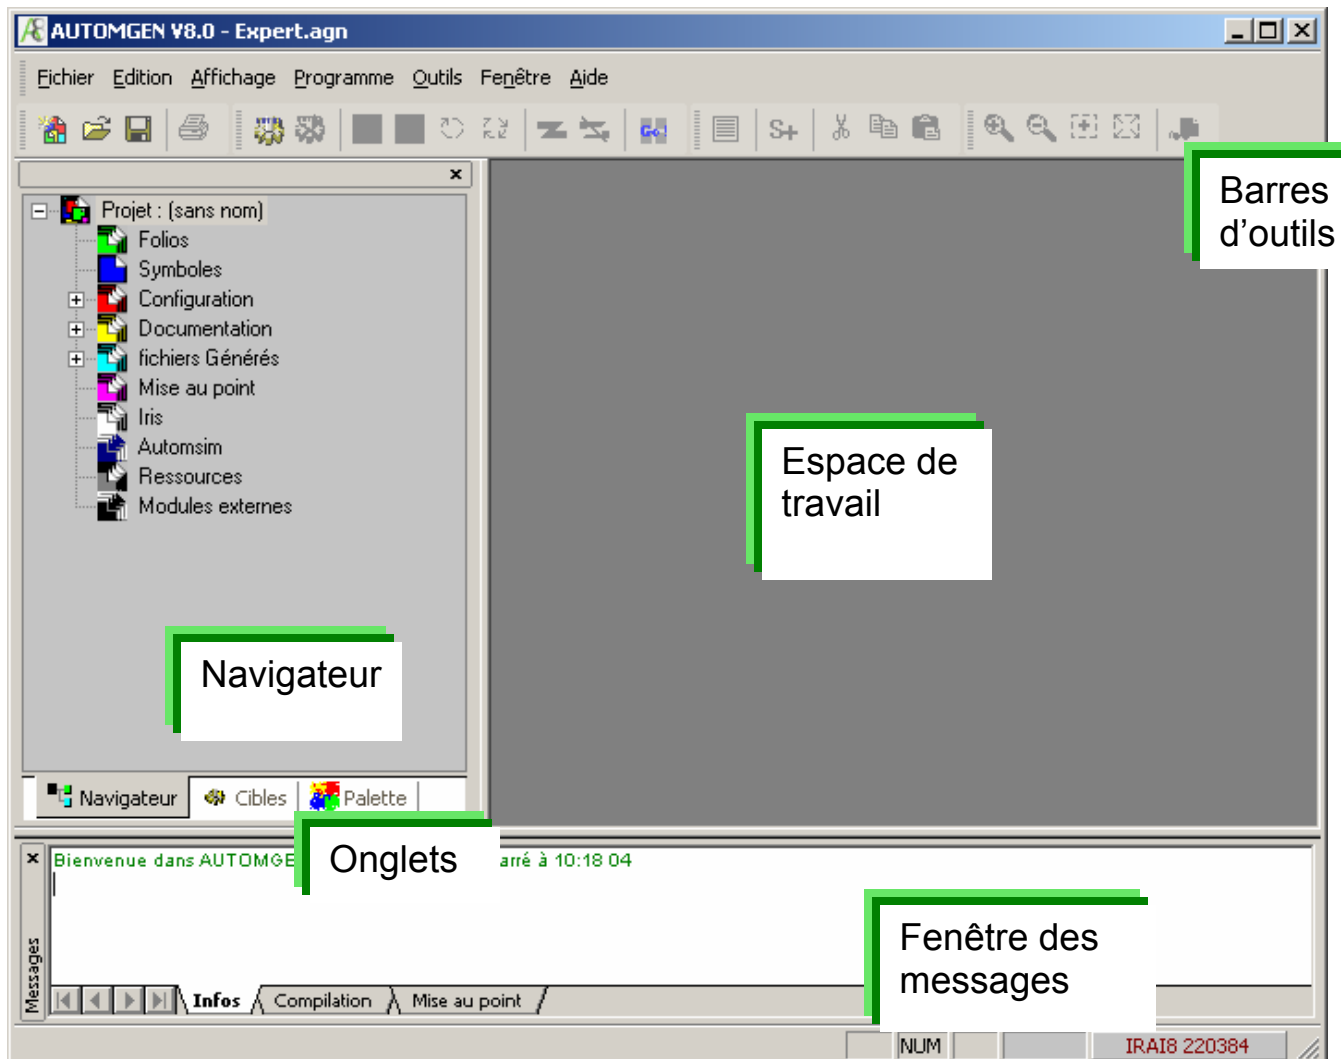 AUTOMGEN V8.0 - Expert.agn
Fichier Edition Affichage Programme Outils Fenêtre Aide
Go!
S+
Barres
d’outils
Projet : (sans nom)
Folios
Symboles
Configuration
Documentation
fichiers Générés
Mise au point
Iris
Automsim
Ressources
Modules externes
Espace de
travail
Navigateur
Navigateur Cibles Palette
Onglets
Bienvenue dans AUTOMGE arré à 10:18 04
Fenêtre des
messages
Messages
Infos Compilation Mise au point
NUM IRAI8 220384